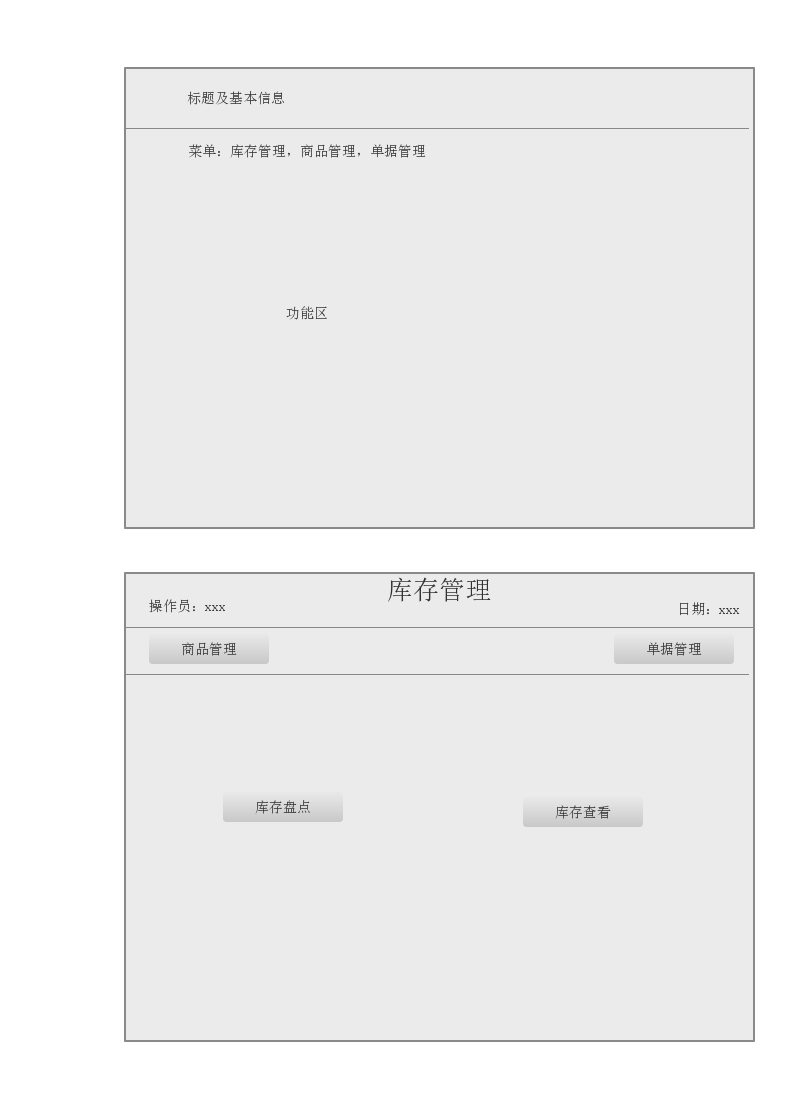 标题及基本信息
菜单：库存管理，商品管理，单据管理
功能区
库存管理
操作员：xxx
日期：xxx
商品管理
单据管理
库存盘点
库存查看